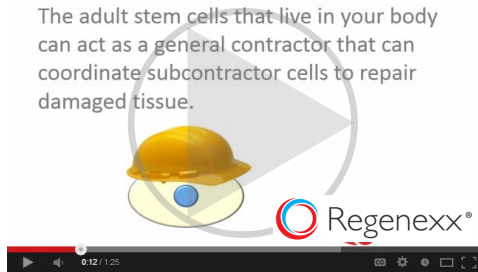 The adult stem cells that live in your body
can act as a general contractor that can
coordinate subcontractor cells to repair
damaged tissue.
Regenexx®
0:12 / 1:25
CC